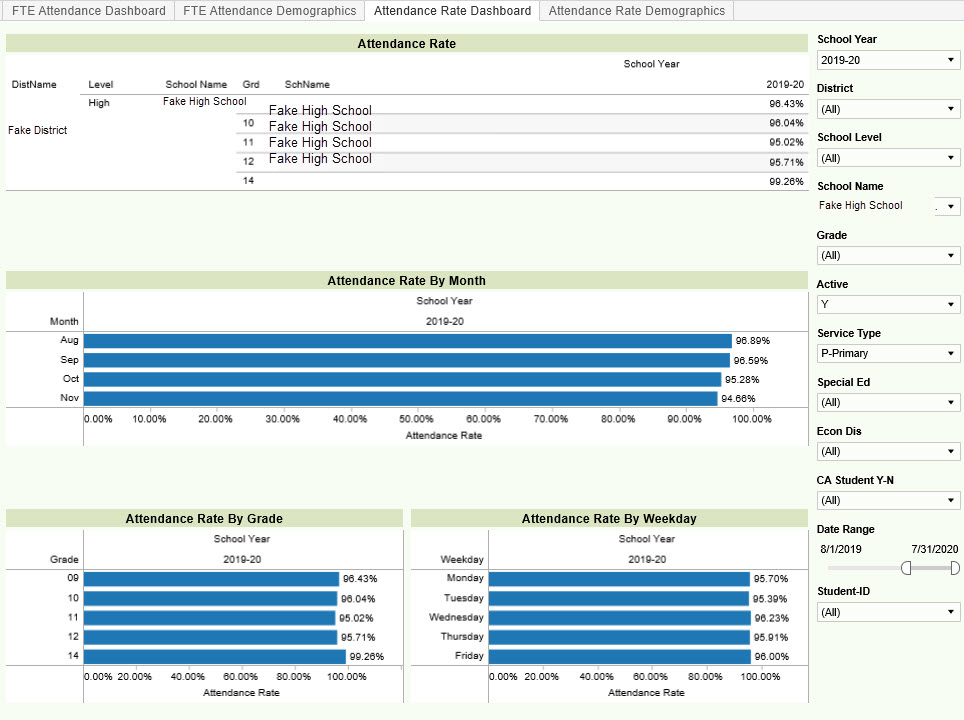 FTE Attendance Dashboard FTE Attendance Demographics Attendance Rate Dashboard Attendance Rate Demographics
Attendance Rate
School Year
DistName Level School Name Grd SchName 2019-20
High Fake High School Fake High School 96.43%
10 Fake High School 96.04%
Fake District
11 Fake High School 95.02%
12 Fake High School 95.71%
14 99.26%
Attendance Rate By Month
School Year
Month 2019-20
Aug 96.89%
Sep 96.59%
Oct 95.28%
Nov 94.66%
0.00% 10.00% 20.00% 30.00% 40.00% 50.00% 60.00% 70.00% 80.00% 90.00% 100.00%
Attendance Rate
Attendance Rate By Grade
School Year
Grade 2019-20
09 96.43%
10 96.04%
11 95.02%
12 95.71%
14 99.26%
0.00% 20.00% 40.00% 60.00% 80.00% 100.00%
Attendance Rate
Attendance Rate By Weekday
School Year
Weekday 2019-20
Monday 95.70%
Tuesday 95.39%
Wednesday 96.23%
Thursday 95.91%
Friday 96.00%
0.00% 20.00% 40.00% 60.00% 80.00% 100.00%
Attendance Rate
School Year
2019-20
District
(All)
School Level
(All)
School Name
Fake High School
Grade
(All)
Active
Y
Service Type
P-Primary
Special Ed
(All)
Econ Dis
(All)
CA Student Y-N
(All)
Date Range
8/1/2019 7/31/2020
Student-ID
(All)